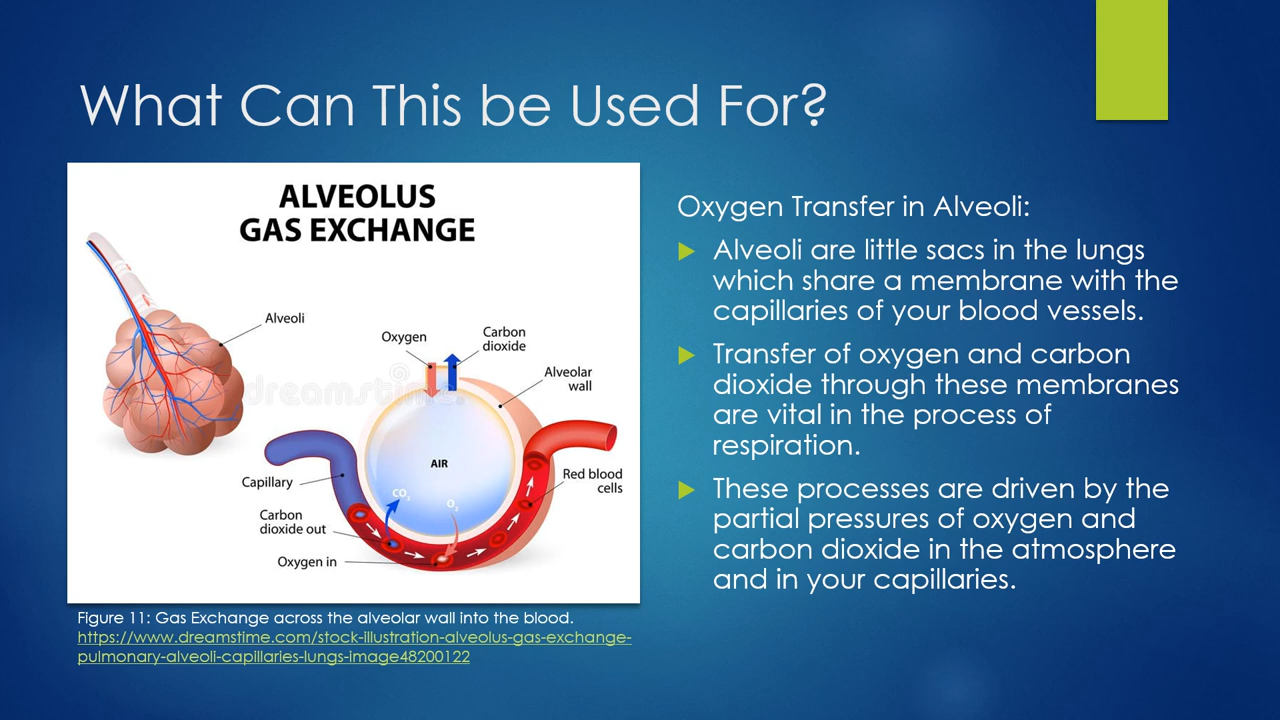 What Can This be Used For?
ALVEOLUS
GAS EXCHANGE
Alveoli
Oxygen
Carbon
dioxide
Alveolar
wall
dreamstime
AIR
Capillary
CO2
O2
Red blood
cells
Carbon
dioxide out
Oxygen in
Figure 11: Gas Exchange across the alveolar wall into the blood.
https://www.dreamstime.com/stock-illustration-alveolus-gas-exchange-
pulmonary-alveoli-capillaries-lungs-image48200122
Oxygen Transfer in Alveoli:
Alveoli are little sacs in the lungs
which share a membrane with the
capillaries of your blood vessels.
Transfer of oxygen and carbon
dioxide through these membranes
are vital in the process of
respiration.
These processes are driven by the
partial pressures of oxygen and
carbon dioxide in the atmosphere
and in your capillaries.